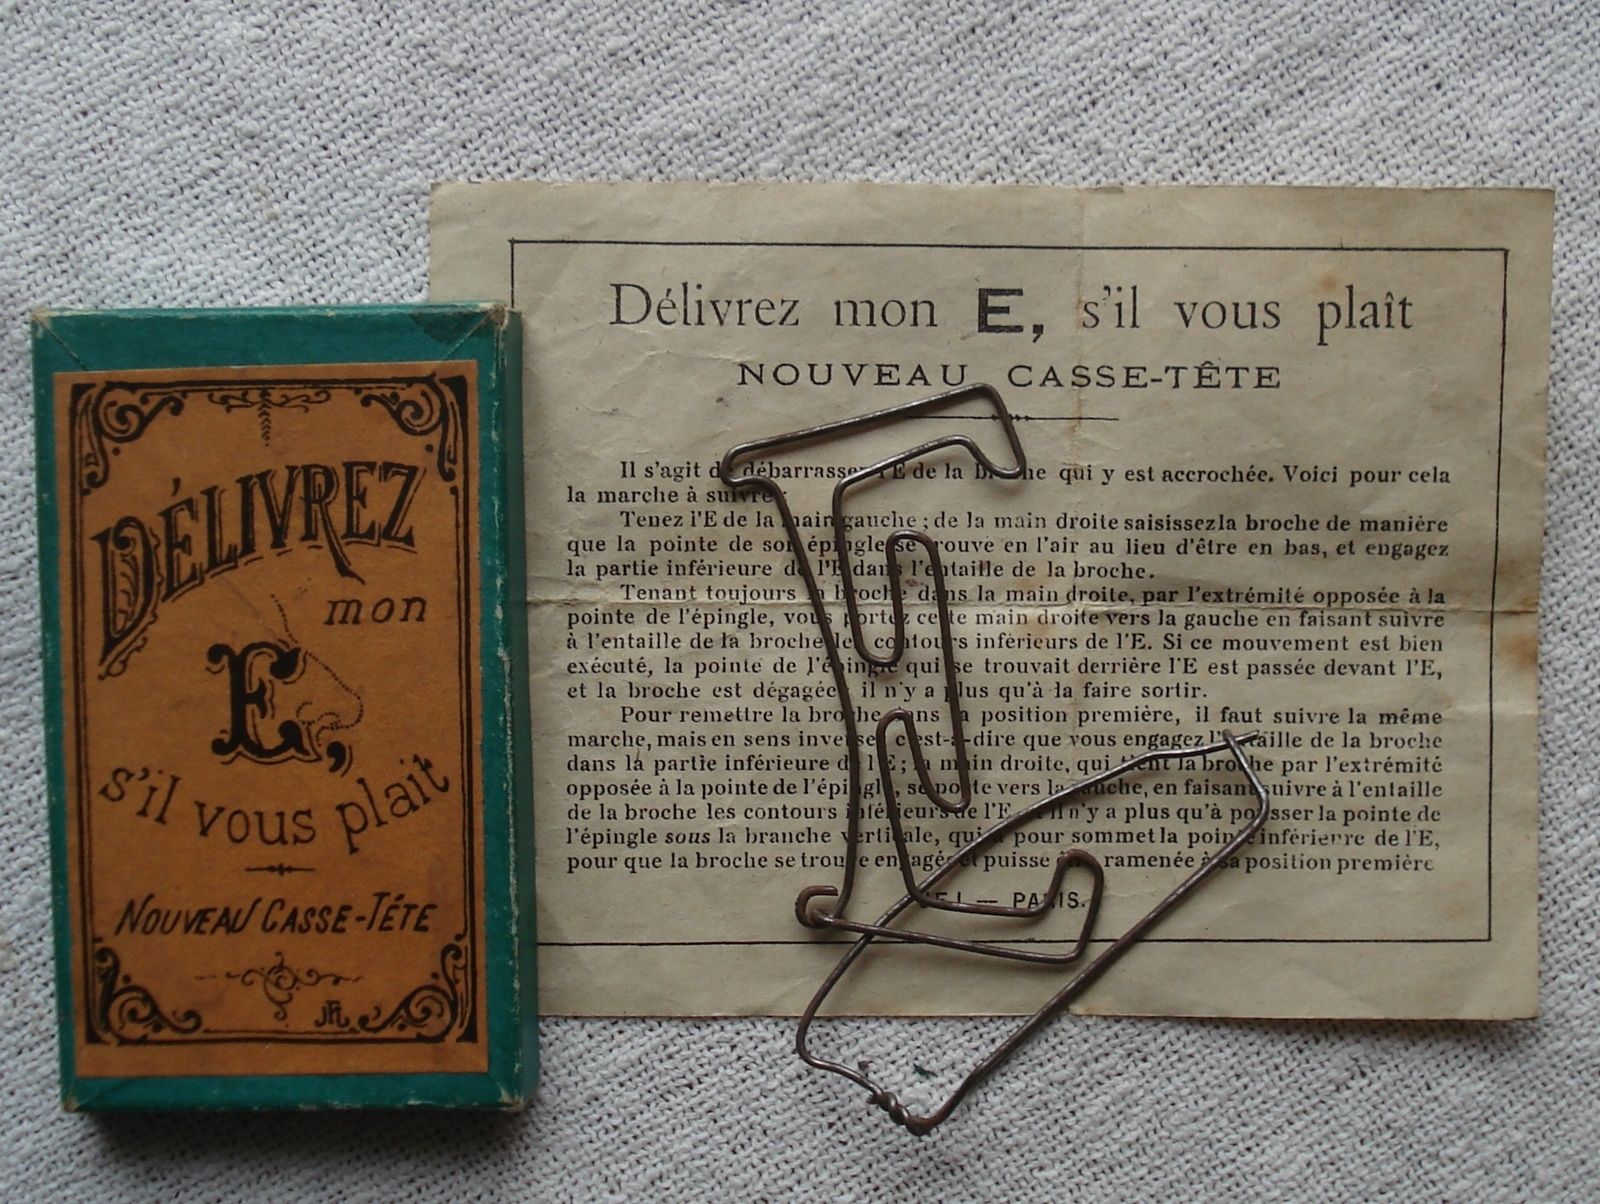 DÉLIVREZ
mon
E,
s'il vous plait
NOUVEAU CASSE-TÉTE
Délivrez mon E, s'il vous plaît
NOUVEAU CASSE-TÊTE
Il s'agit de débarrasser l'E de la broche qui y est accrochée. Voici pour cela
la marche à suivre:
Tenez l'E de la main gauche; de la main droite saisissez la broche de manière
que la pointe de son épingle se trouve en l'air au lieu d'être en bas, et engagez
la partie inférieure de l'E dans l'entaille de la broche.
Tenant toujours la broche dans la main droite, par l'extrémité opposée à la
pointe de l'épingle, vous portez cette main droite vers la gauche en faisant suivre
à l'entaille de la broche les contours inférieurs de l'E. Si ce mouvement est bien
exécuté, la pointe de l'épingle qui se trouvait derrière l'E est passée devant l'E,
et la broche est dégagée; il n'y a plus qu'à la faire sortir.
Pour remettre la broche dans la position première, il faut suivre la même
marche, mais en sens inverse, c'est-à-dire que vous engagez l'entaille de la broche
dans la partie inférieure de l'E; la main droite, qui tient la broche par l'extrémité
opposée à la pointe de l'épingle, se porte vers la gauche, en faisant suivre à l'entaille
de la broche les contours inférieurs de l'E il n'y a plus qu'à pousser la pointe de
l'épingle sous la branche verticale, qui a pour sommet la pointe inférieure de l'E,
pour que la broche se trouve engagée et puisse être ramenée à sa position première
— PARIS.